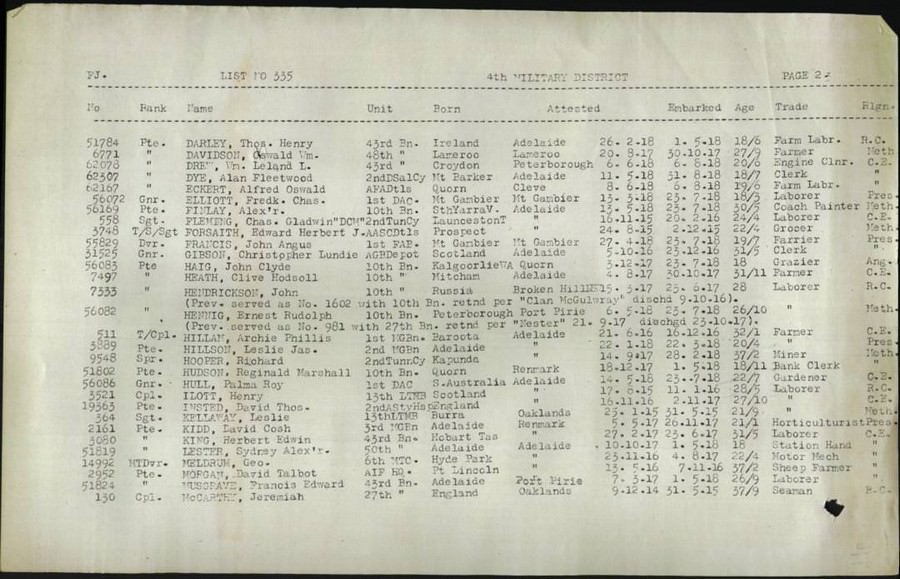 FJ. LIST NO 335 4th MILITARY DISTRICT PAGE 2.
No Rank Name Unit Born Attested Embarked Age Trade Rlgn.
51784 Pte. DARLEY, Thos. Henry 43rd Bn. Ireland Adelaide 26. 2.18 1. 5.18 18/6 Farm Labr. R.C.
6771 " DAVIDSON, Oswald Wm. 48th " Lameroo Lameroo 20. 8.17 30.10.17 27/9 Farmer Meth.
62078 " DREW, Wm. Leland L. 43rd " Croydon Peterborough 6. 6.18 6. 8.18 20/6 Engine Clnr. C.E.
62307 " DYE, Alan Fleetwood 2ndDSalCy Mt Parker Adelaide 11. 5.18 31. 8.18 18/7 Clerk "
62167 " ECKERT, Alfred Oswald AFADtls Quorn Cleve 8. 6.18 6. 8.18 19/6 Farm Labr. "
56072 Gnr. ELLIOTT, Fredk. Chas. 1st DAC. Mt Gambier Mt Gambier 13. 3.18 23. 7.18 18/3 Laborer Pres.
56169 Pte. FINLAY, Alex'r. 10th Bn. SthYarraV. Adelaide 13. 5.18 23. 7.18 30/5 Coach Painter Meth.
558 Sgt. FLEMENG, Chas. Gladwin"DCM" 2ndTunCy LauncestonT " 16.11.15 20. 2.16 24/4 Laborer C.E.
3748 T/S/Sgt FORSAITH, Edward Herbert J. AASCDtls Prospect " 24. 8.15 2.12.15 22/4 Grocer Meth.
55829 Dvr. FRANCIS, John Angus 1st FAB. Mt Gambier Mt Gambier 27. 4.18 23. 7.18 19/7 Farrier Pres.
31525 Gnr. GIBSON, Christopher Lundie AGHDepot Scotland Adelaide 5.10.16 23.12.16 31/5 Clerk "
56083 Pte HAIG, John Clyde 10th Bn. KalgoorlieWA Quorn 3.12.17 23. 7.18 18 Grazier Ang.
7497 " HEATH, Clive Hodsoll 10th " Mitcham Adelaide 4. 8.17 30.10.17 31/11 Farmer C.E.
7333 " HENDRICKSON, John 10th " Russia Broken Hill 15. 3.17 23. 6.17 28 Laborer R.C.
(Prev. served as No. 1602 with 10th Bn. retnd per "Clan McGulwray" dischd 9.10.16).
56082 " HENNIG, Ernest Rudolph 10th Bn. Peterborough Port Pirie 6. 5.18 23. 7.18 26/10 " Meth.
(Prev. served as No. 981 with 27th Bn. retnd per "Nestor" 21. 9.17 dischgd 23.10.17).
511 T/Cpl. HILLAN, Archie Phillis 1st MGBn. Baroota Adelaide 21. 6.16 16.12.16 32/1 Farmer C.E.
3889 " HILLSON, Leslie Jas. 2nd MGBn Adelaide " 22. 1.18 22. 3.18 20/4 " Pres.
9548 Pte. Spr. HOOPER, Richard 2ndTunn.Cy Kapunda " 14. 9.17 28. 2.18 37/2 Miner Meth.
51802 Pte. HUDSON, Reginald Marshall 10th Bn. Quorn Renmark 18.12.17 1. 5.18 18/11 Bank Clerk "
56086 Gnr. HULL, Palma Roy 1st DAC S.Australia Adelaide 14. 5.18 23. 7.18 22/7 Gardener C.E.
3521 Cpl. ILOTT, Henry 13th LTMB Scotland " 17. 8.15 11. 1.16 28/5 Laborer R.C.
19363 Pte. INSTED, David Thos. 2ndAStyHsp England " 16.11.16 2.11.17 27/10 " C.E.
364 Sgt. KELLAWAY, Leslie 13thLTMB Burra Oaklands 25. 1.15 31. 5.15 21/9 " Meth.
2161 Pte. KIDD, David Cosh 3rd MGBn Adelaide Renmark 5. 5.17 26.11.17 21/1 Horticulturist Pres.
3080 " KING, Herbert Edwin 43rd Bn. Hobart Tas " 27. 2.17 23. 6.17 31/5 Laborer C.E.
51819 " LESTER, Sydney Alex'r. 50th " Adelaide Adelaide 10.10.17 1. 5.18 18 Station Hand "
14992 MTDvr. MELDRUM, Geo. 6th MTC. Hyde Park " 23.11.16 4. 8.17 22/4 Motor Mech "
2952 Pte. MORGAN, David Talbot AIF HQ. Pt Lincoln " 13. 5.16 7.11.16 37/2 Sheep Farmer "
51824 " MUSGRAVE, Francis Edward 43rd Bn. Adelaide Port Pirie 7. 3.17 1. 5.18 26/9 Laborer "
130 Cpl. McCARTHY, Jeremiah 27th " England Oaklands 9.12.14 31. 5.15 37/9 Seaman R.C.